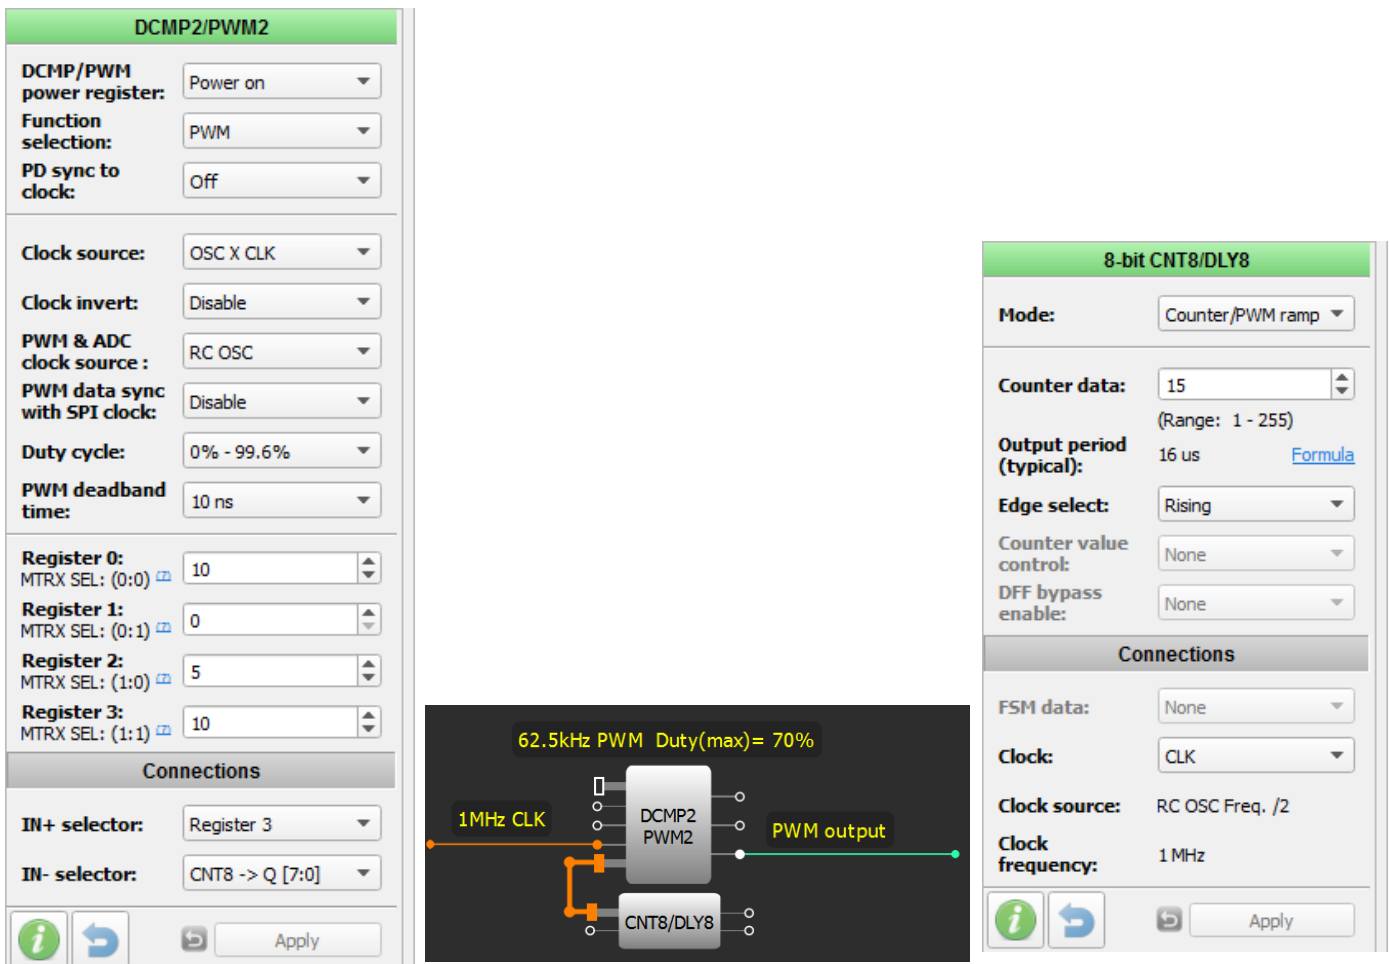 DCMP2/PWM2
DCMP/PWM
power register:
Power on
Function
selection:
PWM
PD sync to
clock:
Off
Clock source:
OSC X CLK
Clock invert:
Disable
PWM & ADC
clock source :
RC OSC
PWM data sync
with SPI clock:
Disable
Duty cycle:
0% - 99.6%
PWM deadband
time:
10 ns
Register 0:
MTRX SEL: (0:0)
10
Register 1:
MTRX SEL: (0:1)
0
Register 2:
MTRX SEL: (1:0)
5
Register 3:
MTRX SEL: (1:1)
10
Connections
IN+ selector:
Register 3
IN- selector:
CNT8 -> Q [7:0]
Apply
62.5kHz PWM Duty(max)= 70%
1MHz CLK
DCMP2
PWM2
PWM output
CNT8/DLY8
8-bit CNT8/DLY8
Mode:
Counter/PWM ramp
Counter data:
15
(Range: 1 - 255)
Output period
(typical):
16 us
Formula
Edge select:
Rising
Counter value
control:
None
DFF bypass
enable:
None
Connections
FSM data:
None
Clock:
CLK
Clock source:
RC OSC Freq. /2
Clock
frequency:
1 MHz
Apply